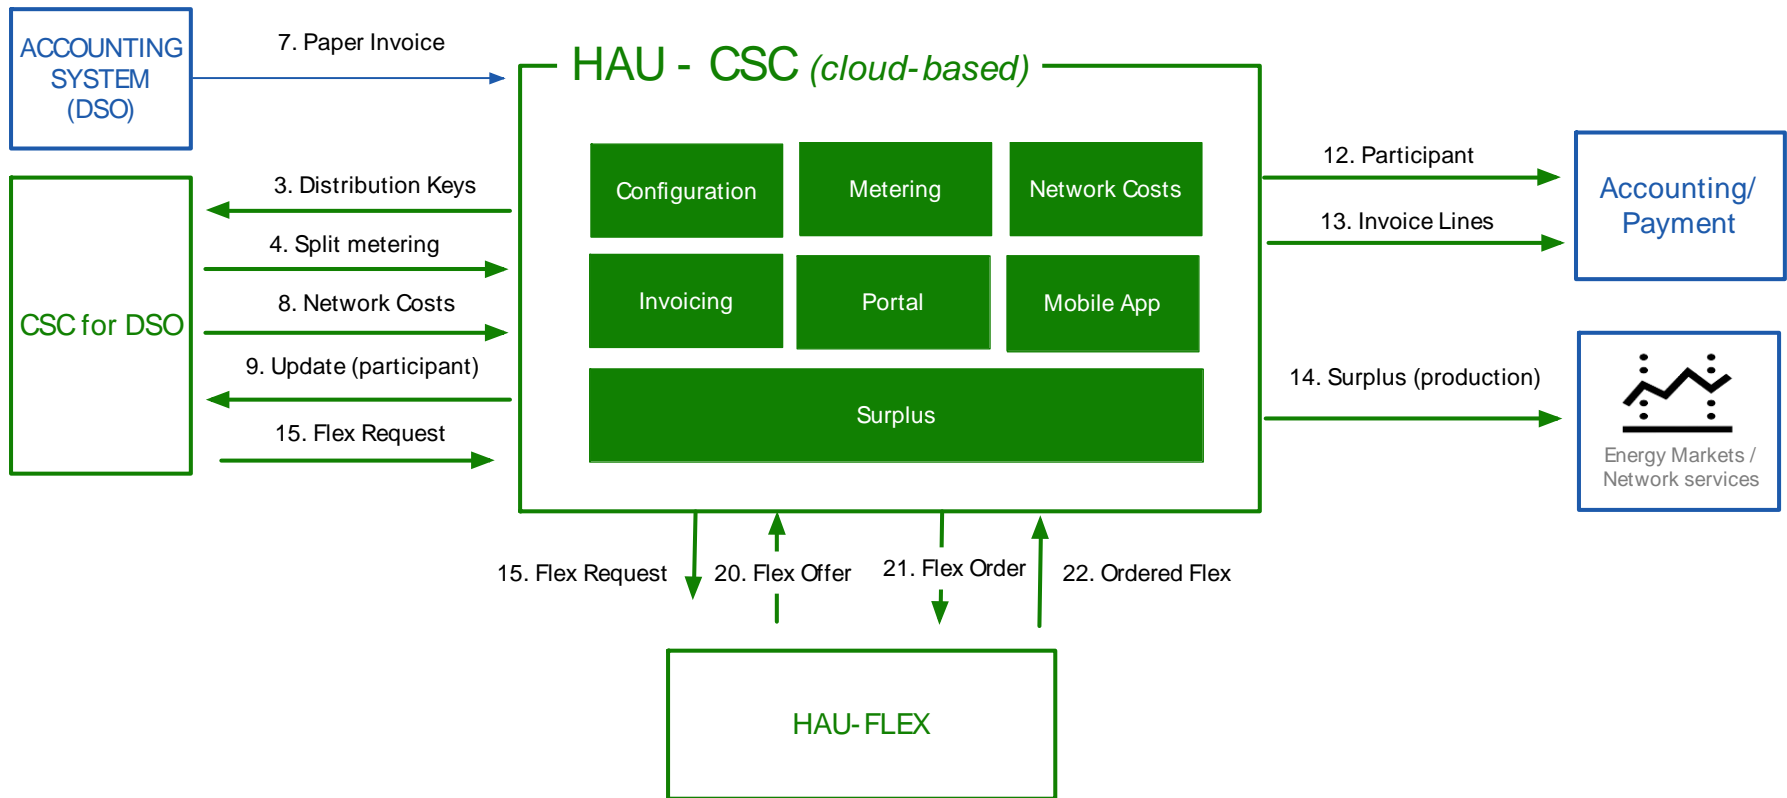 ACCOUNTING
SYSTEM
(DSO)
7. Paper Invoice
HAU - CSC (cloud-based)
CSC for DSO
3. Distribution Keys
4. Split metering
8. Network Costs
9. Update (participant)
15. Flex Request
Configuration
Metering
Network Costs
Invoicing
Portal
Mobile App
Surplus
12. Participant
13. Invoice Lines
Accounting/
Payment
14. Surplus (production)
Energy Markets /
Network services
15. Flex Request
20. Flex Offer
21. Flex Order
22. Ordered Flex
HAU-FLEX